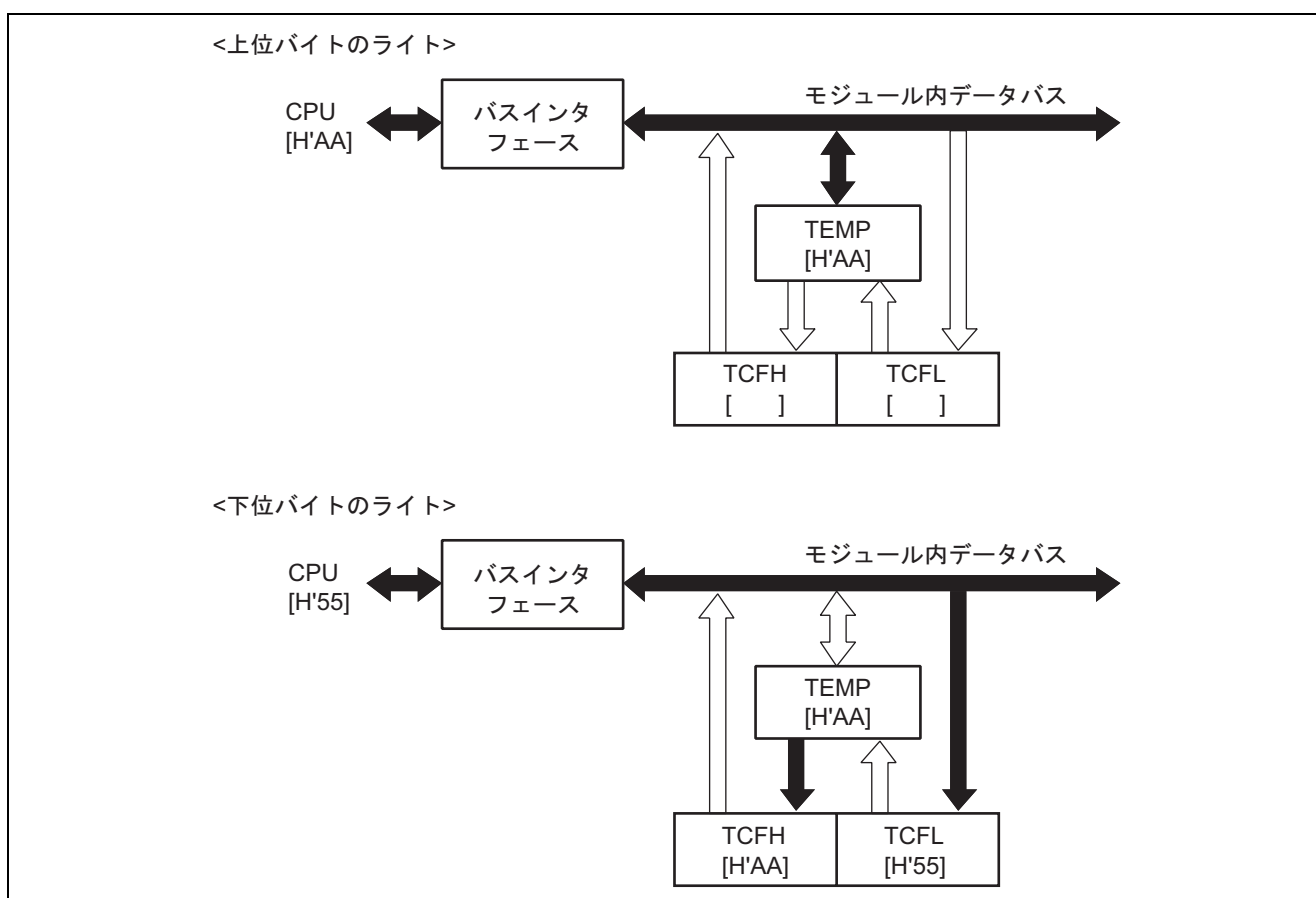 <上位バイトのライト>
CPU
[H'AA]
バスインタ
フェース
モジュール内データバス
TEMP
[H'AA]
TCFH
[ ]
TCFL
[ ]
<下位バイトのライト>
CPU
[H'55]
バスインタ
フェース
モジュール内データバス
TEMP
[H'AA]
TCFH
[H'AA]
TCFL
[H'55]